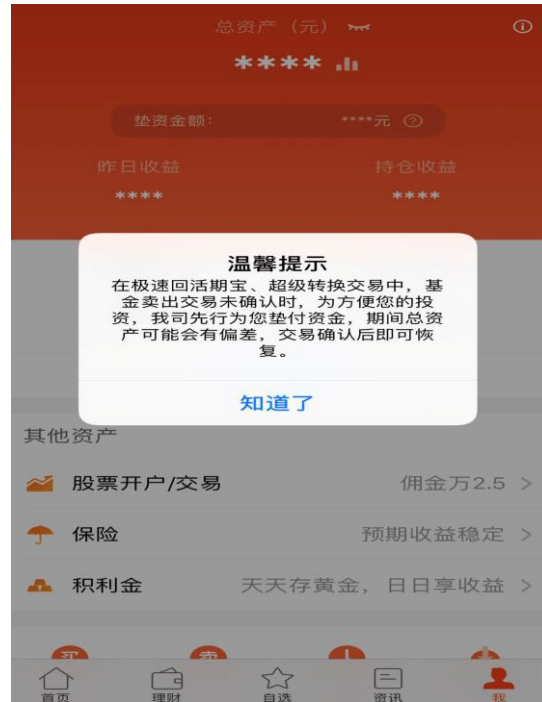 总资产（元）
****
垫资金额： ****元 ?
昨日收益 持仓收益
**** ****
温馨提示
在极速回活期宝、超级转换交易中，基
金卖出交易未确认时，为方便您的投
资，我司先行为您垫付资金，期间总资
产可能会有偏差，交易确认后即可恢
复。
知道了
其他资产
股票开户/交易 佣金万2.5 >
保险 预期收益稳定 >
积利金 天天存黄金，日日享收益 >
买 卖
首页 理财 自选 资讯 我